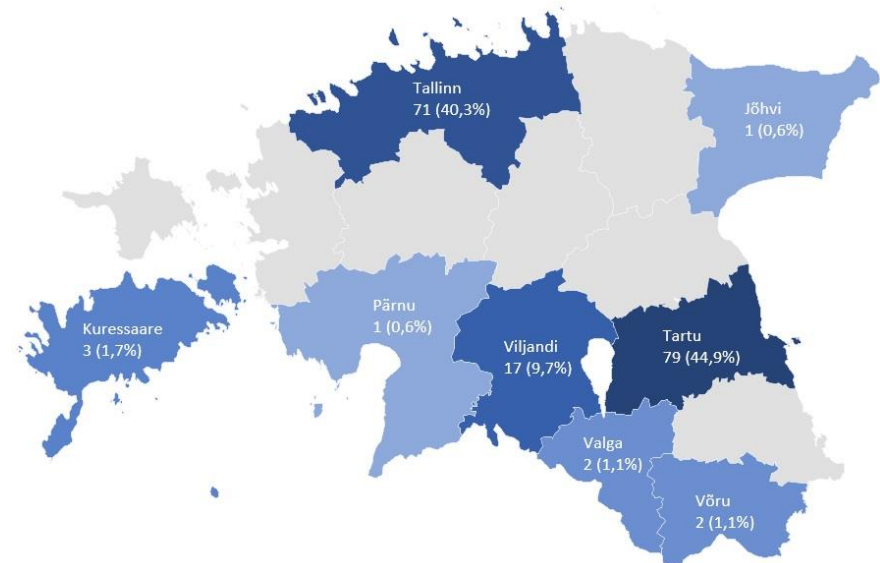 Tallinn
71 (40,3%)
Jõhvi
1 (0,6%)
Kuressaare
3 (1,7%)
Pärnu
1 (0,6%)
Viljandi
17 (9,7%)
Tartu
79 (44,9%)
Valga
2 (1,1%)
Võru
2 (1,1%)